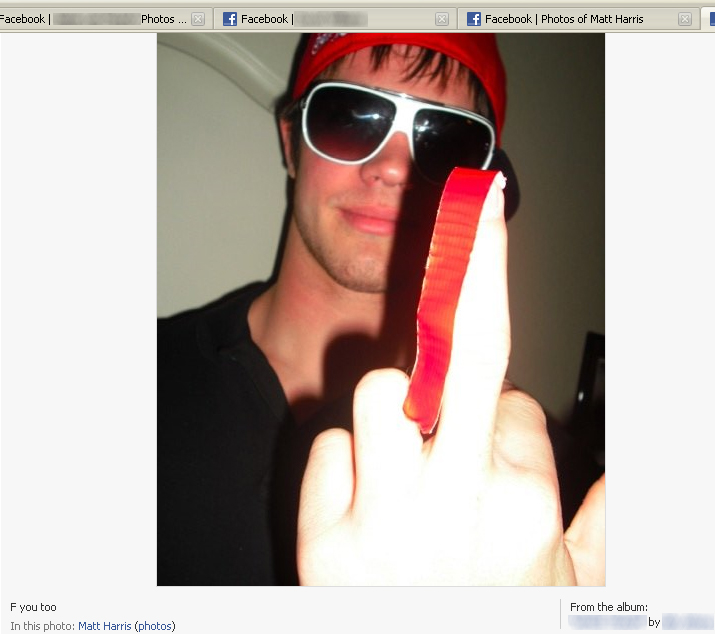 Facebook |
Photos ...
Facebook |
Facebook | Photos of Matt Harris
F you too
In this photo: Matt Harris (photos)
From the album:
by